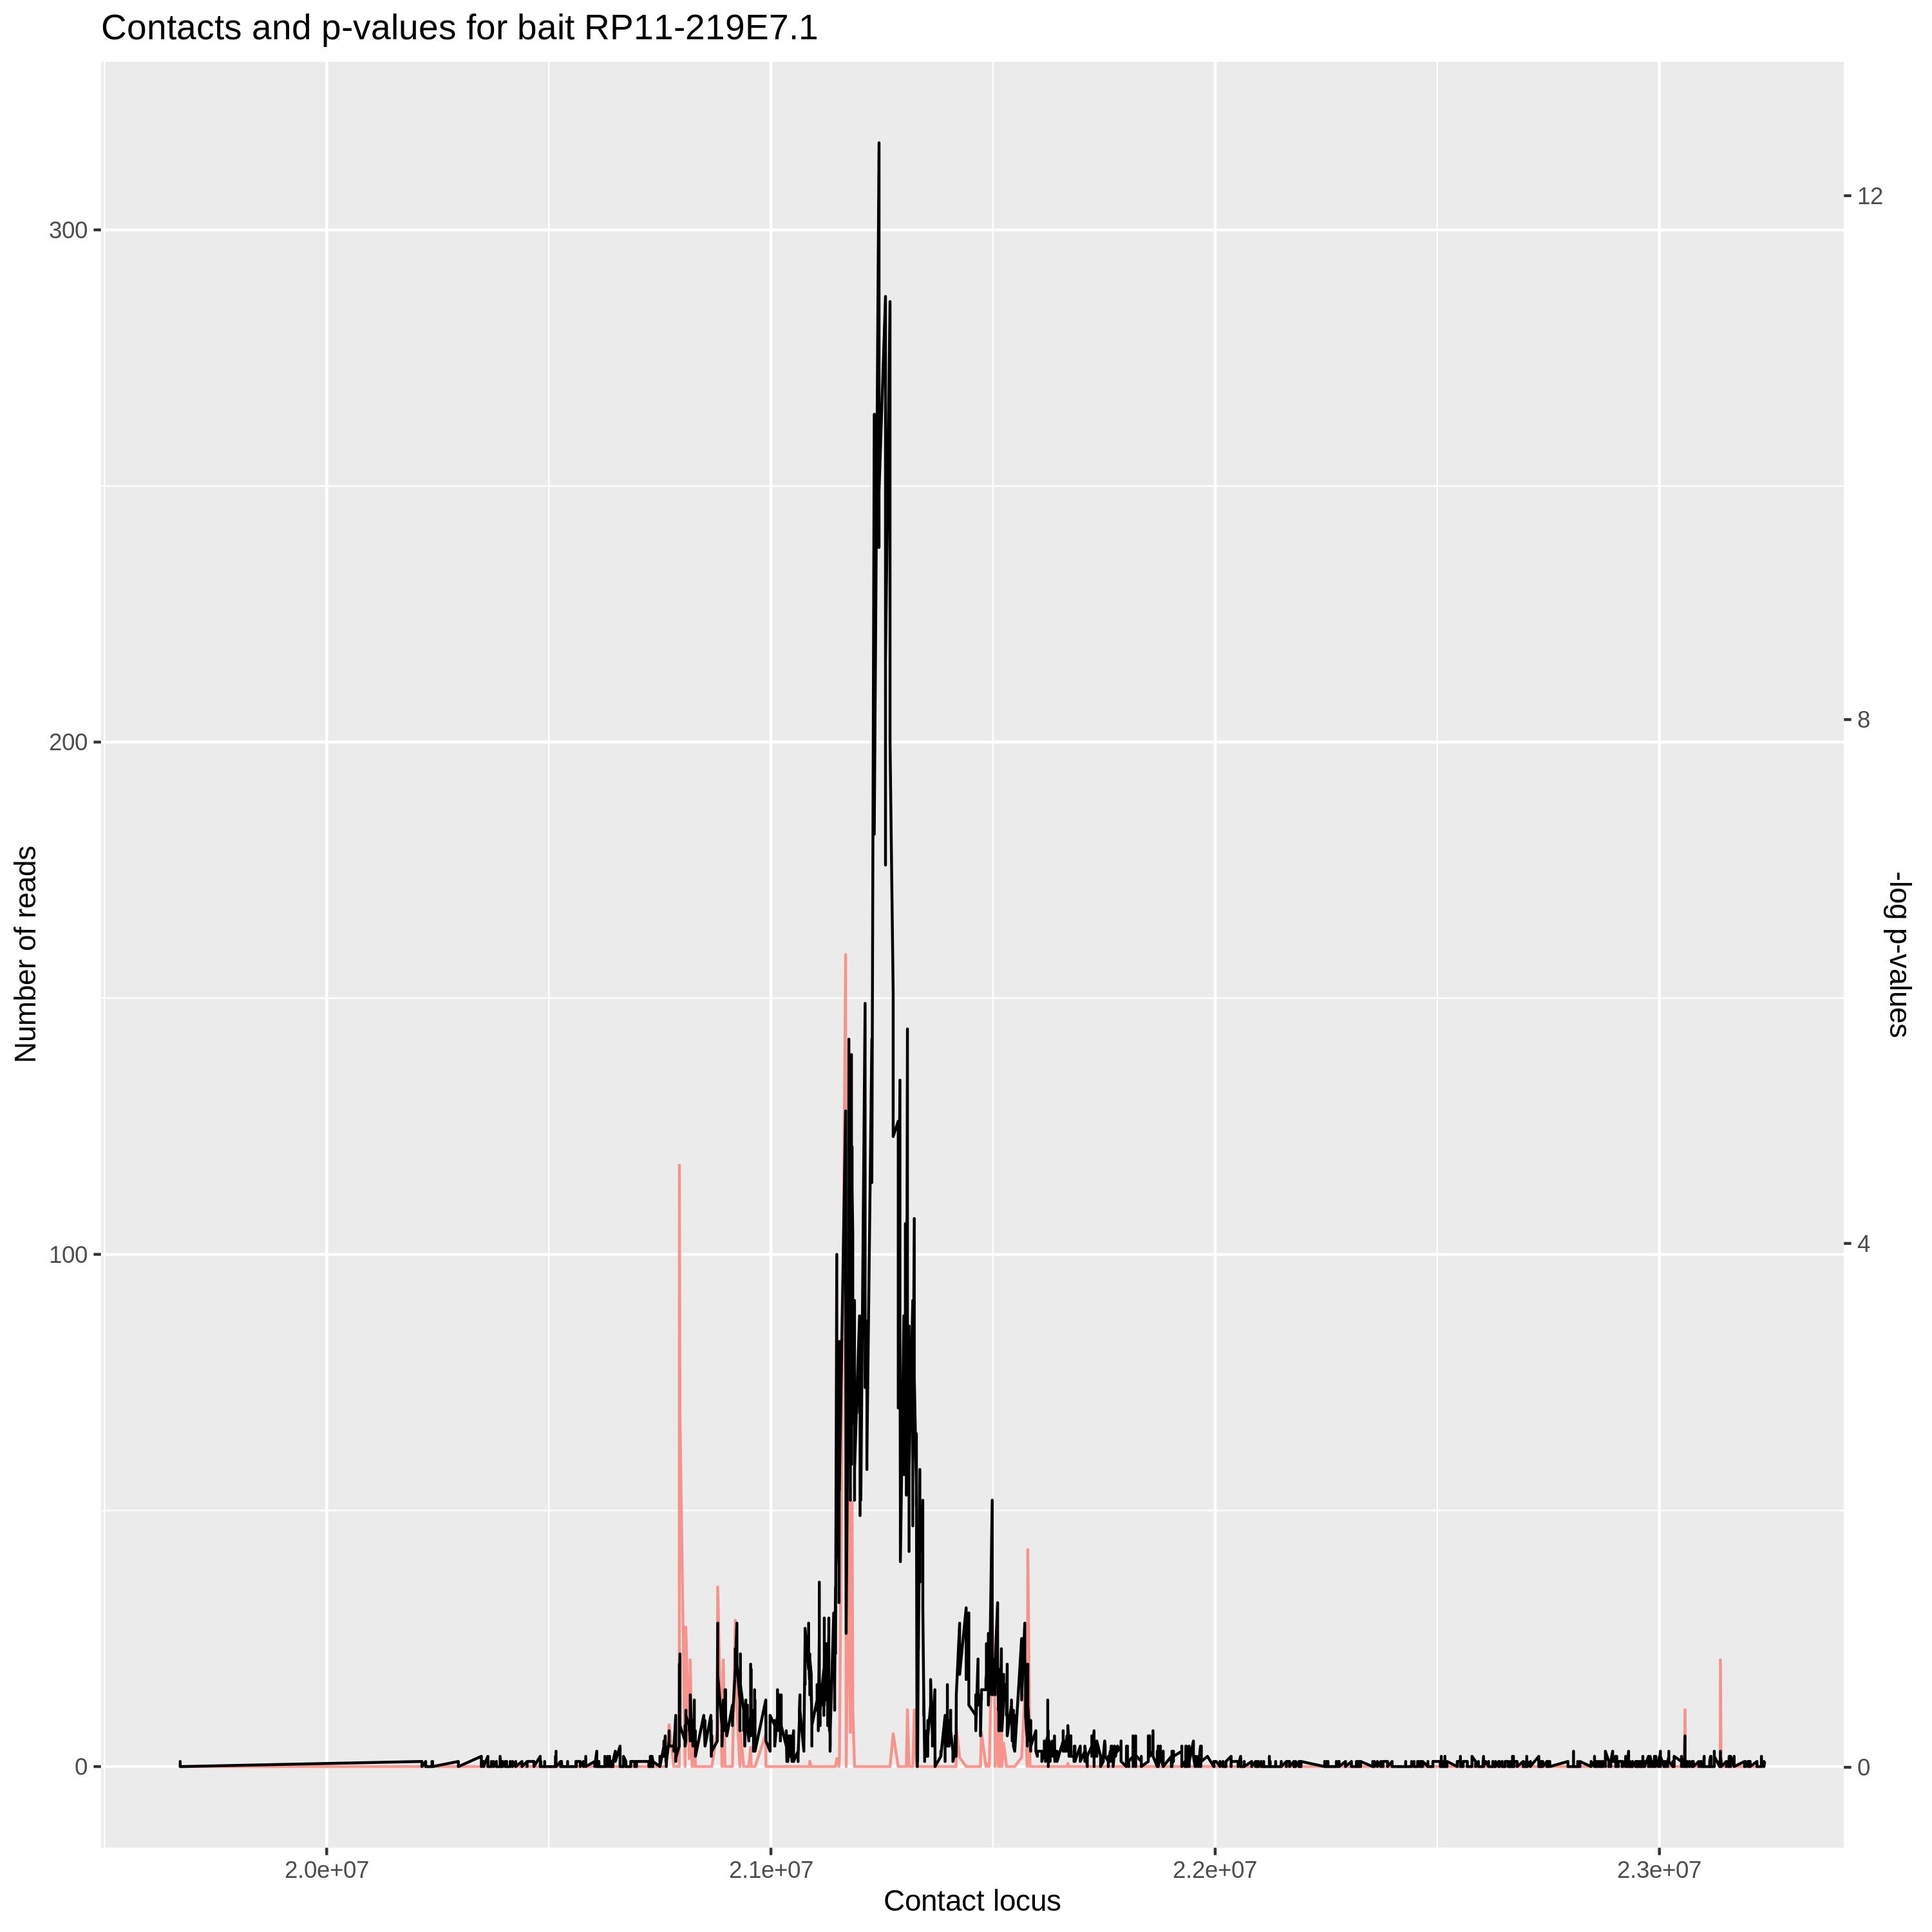 Contacts and p-values for bait RP11-219E7.1
300
200
100
0
12
8
4
0
Number of reads
-log p-values
2.0e+07 2.1e+07 2.2e+07 2.3e+07
Contact locus